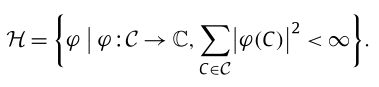 ℋ = { φ | φ : 𝒞 → ℂ, ∑_{C∈𝒞} |φ(C)|² < ∞ }.